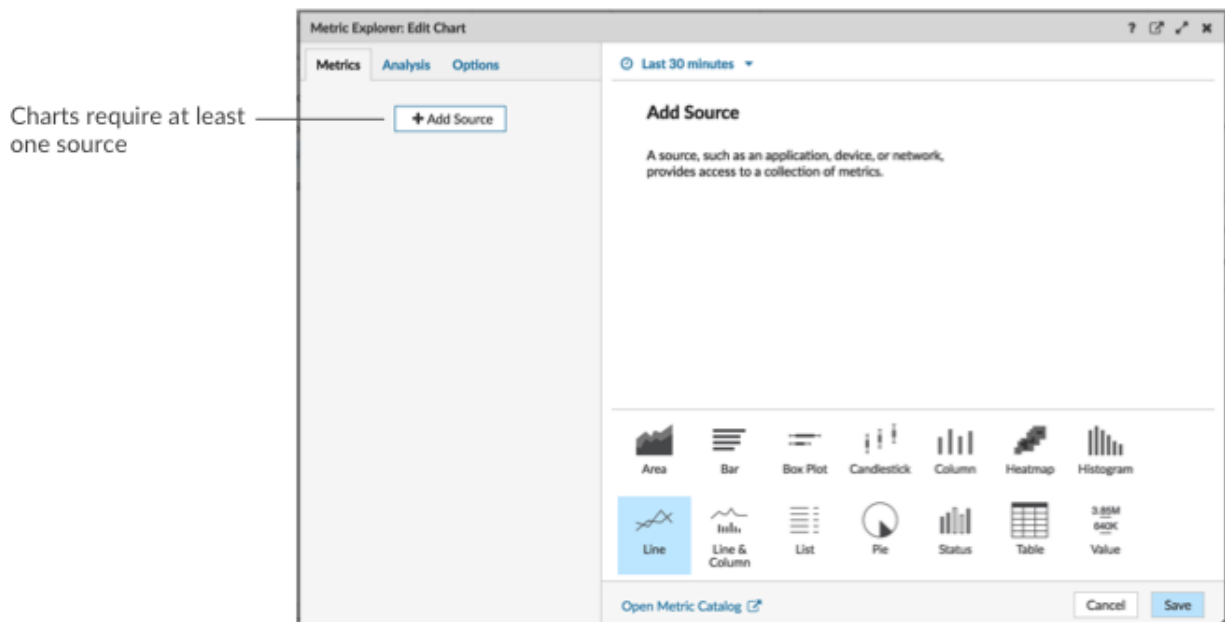 Metric Explorer: Edit Chart
?
Metrics
Analysis
Options
Last 30 minutes
Charts require at least
one source
+ Add Source
Add Source
A source, such as an application, device, or network,
provides access to a collection of metrics.
Area
Bar
Box Plot
Candlestick
Column
Heatmap
Histogram
3.85M
640K
Line
Line &
Column
List
Pie
Status
Table
Value
Open Metric Catalog
Cancel
Save